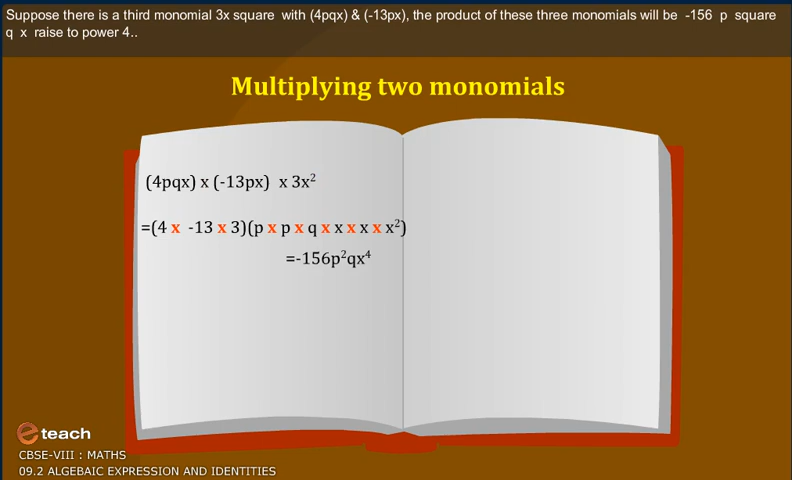 Suppose there is a third monomial 3x square with (4pqx) & (-13px), the product of these three monomials will be -156 p square
q x raise to power 4..
Multiplying two monomials
(4pqx) x (-13px) x 3x²
=(4 x -13 x 3)(p x p x q x x x x x x²)
=-156p²qx⁴
e teach
CBSE-VIII : MATHS
09.2 ALGEBAIC EXPRESSION AND IDENTITIES